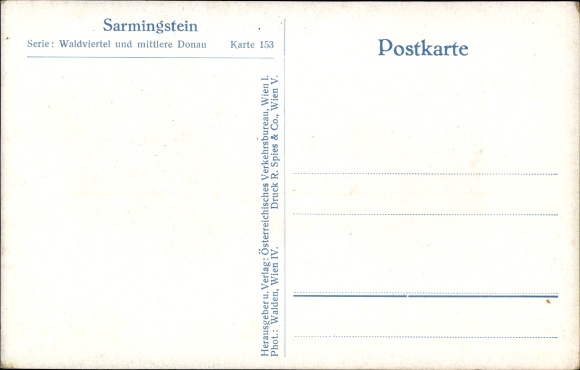 Sarmingstein
Serie: Waldviertel und mittlere Donau Karte 153
Postkarte
Herausgeber u. Verlag: Österreichisches Verkehrsbureau, Wien I.
Phot.: Walden, Wien IV. Druck R. Spies & Co., Wien V.